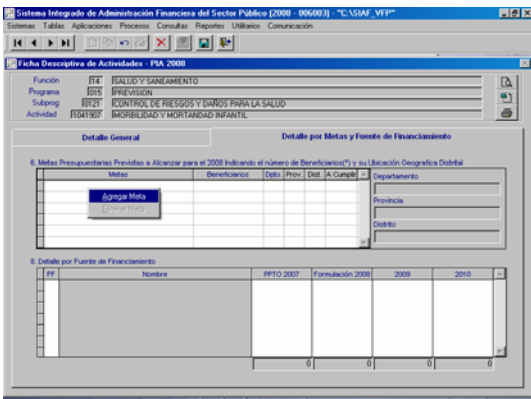 Sistema Integrado de Administración Financiera del Sector Público (2008 - 006003) - "C:\SIAF_VFP"
Sistemas Tablas Aplicaciones Procesos Consultas Reportes Utilitarios Comunicación
Ficha Descriptiva de Actividades - PIA 2008
Función 14 SALUD Y SANEAMIENTO
Programa 015 PREVISION
Subprog 0121 CONTROL DE RIESGOS Y DAÑOS PARA LA SALUD
Actividad 1041907 MORBILIDAD Y MORTANDAD INFANTIL
Detalle General Detalle por Metas y Fuente de Financiamiento
6. Metas Presupuestarias Previstas a Alcanzar para el 2008 Indicando el número de Beneficiarios(*) y su Ubicación Geografica Distrital
Metas Beneficiarios Dpto. Prov. Dist. A Cumplir Departamento
Agregar Meta
Eliminar Meta
Provincia
Distrito
8. Detalle por Fuente de Financiamiento
FF Nombre PPTO 2007 Formulación 2008 2009 2010
0 0 0 0